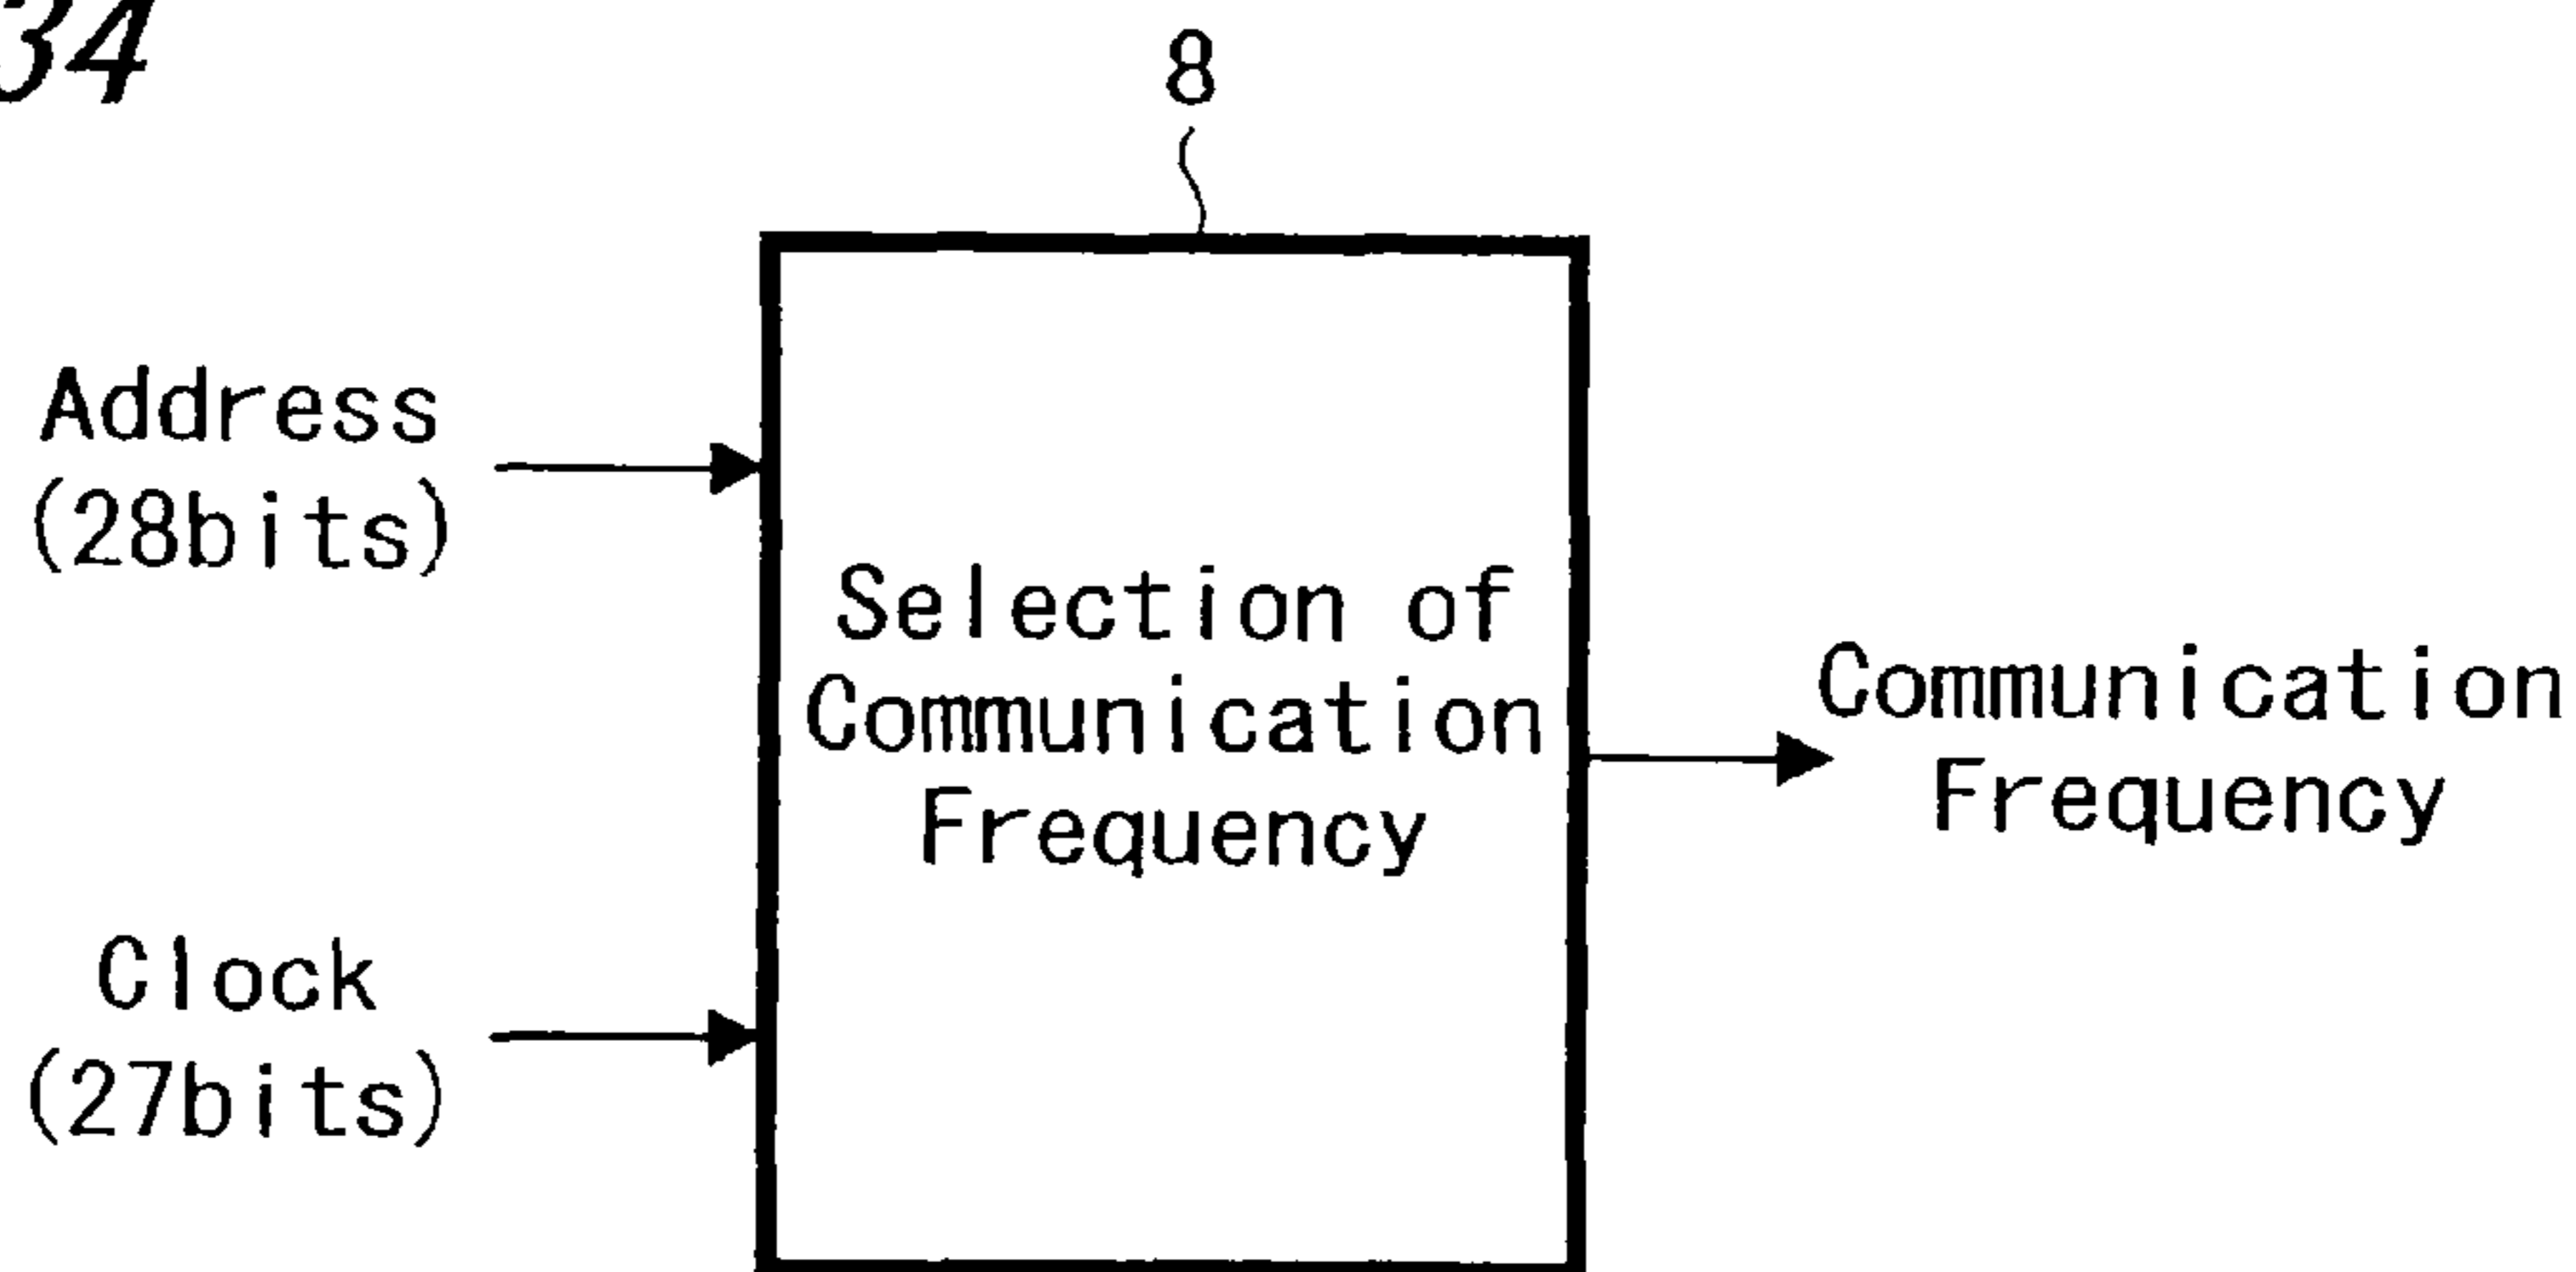 34
8
Address
(28bits)
Selection of
Communication
Frequency
Communication
Frequency
Clock
(27bits)